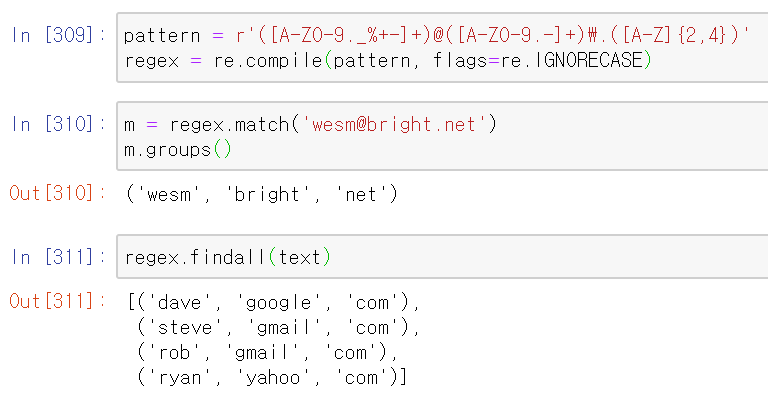 In [309]: pattern = r'([A-Z0-9._%+-]+)@([A-Z0-9.-]+)₩.([A-Z]{2,4})'
regex = re.compile(pattern, flags=re.IGNORECASE)
In [310]: m = regex.match('wesm@bright.net')
m.groups()
Out[310]: ('wesm', 'bright', 'net')
In [311]: regex.findall(text)
Out[311]: [('dave', 'google', 'com'),
('steve', 'gmail', 'com'),
('rob', 'gmail', 'com'),
('ryan', 'yahoo', 'com')]